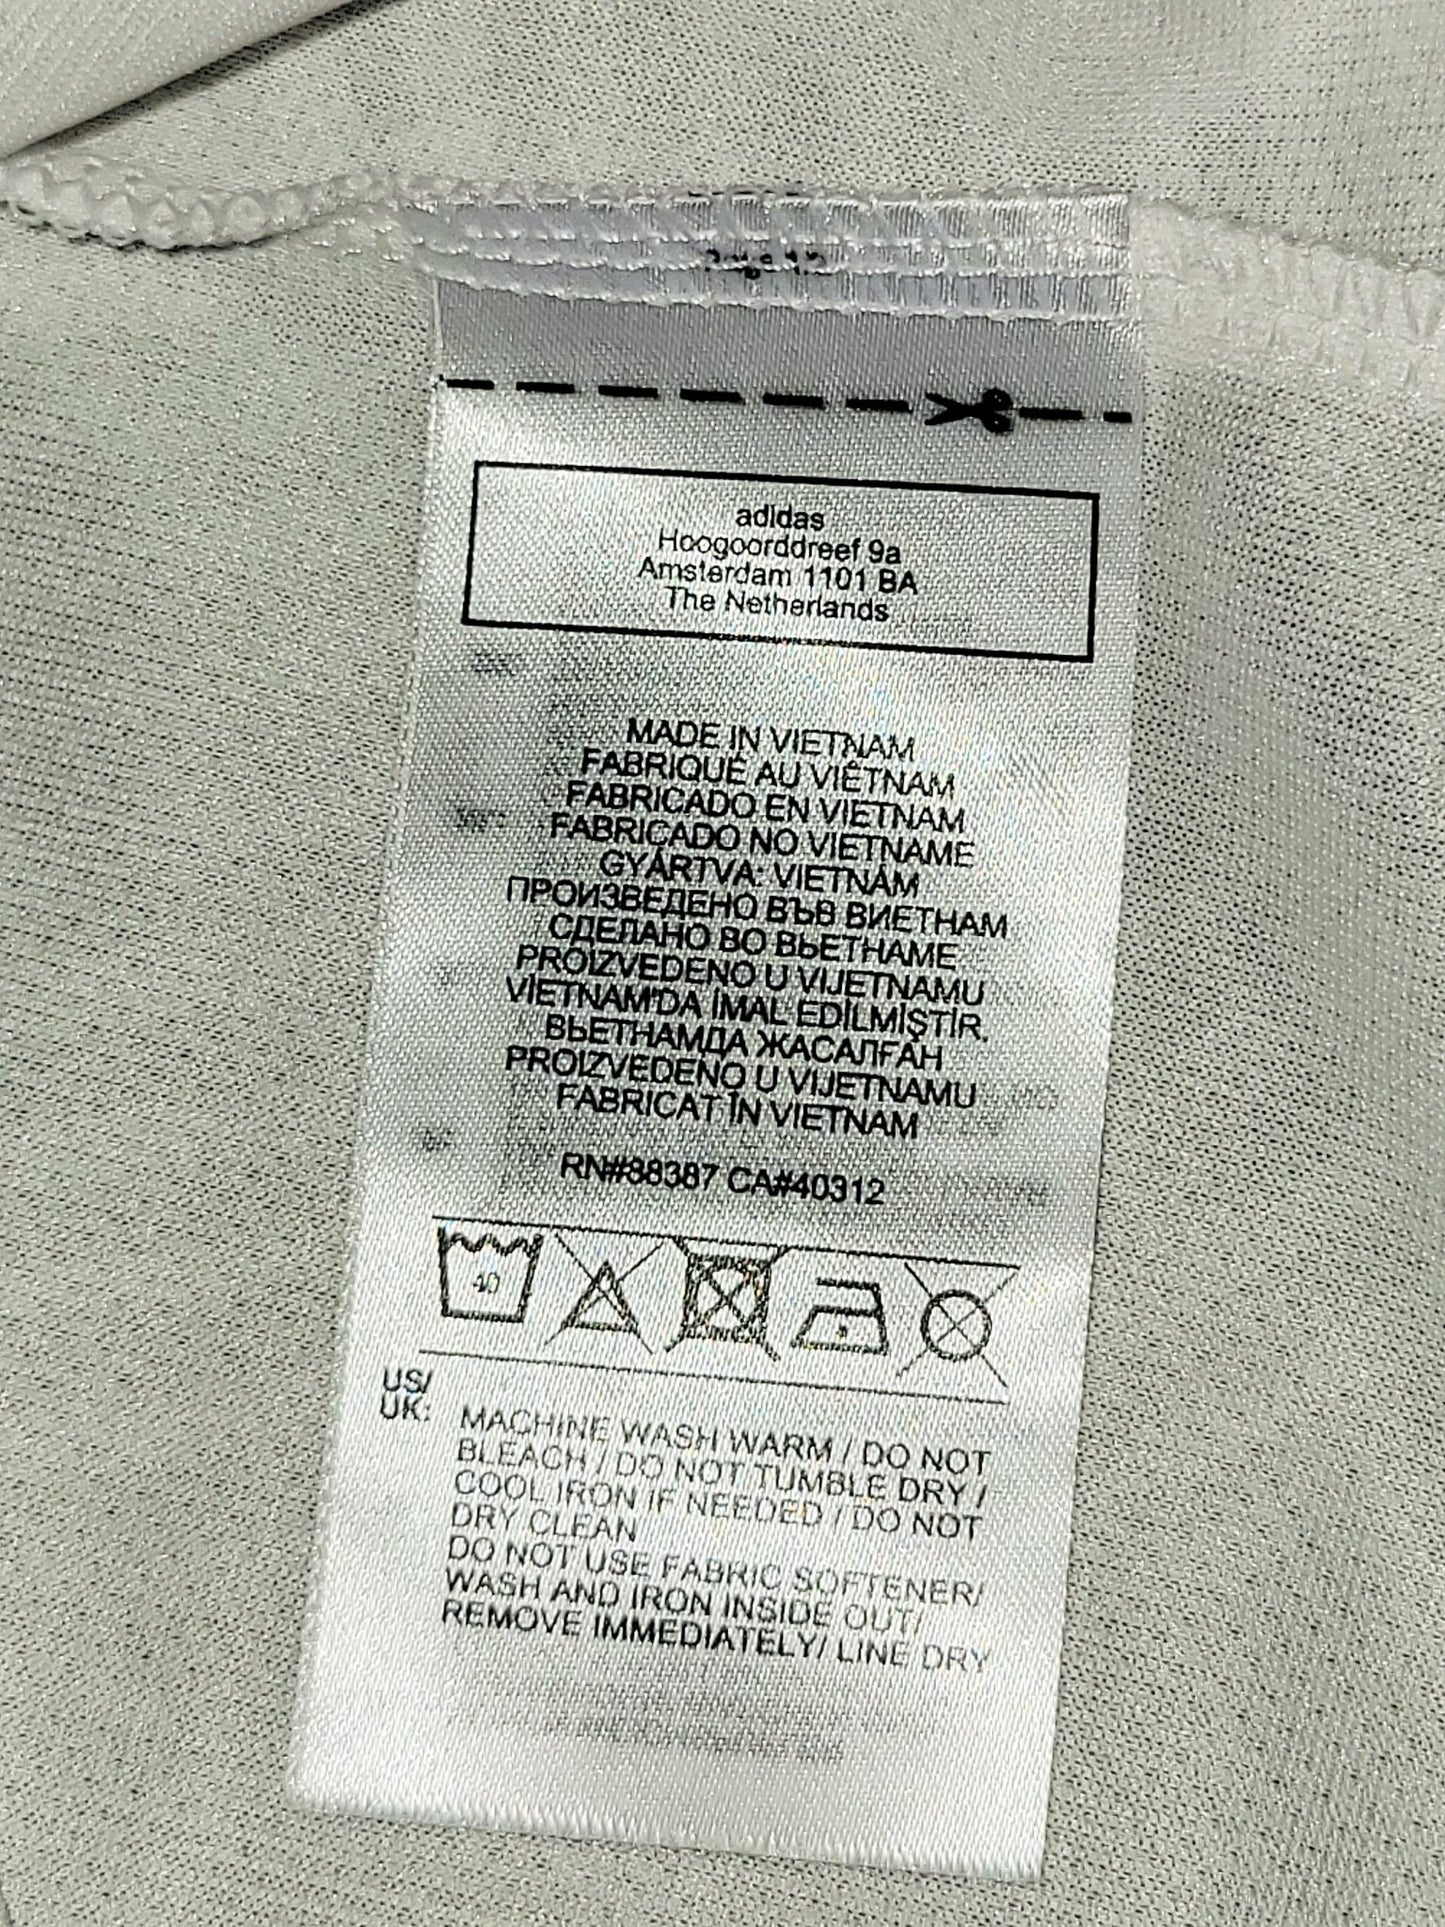 adidas
Hoogoorddreef 9a
Amsterdam 1101 BA
The Netherlands
MADE IN VIETNAM
FABRIQUÉ AU VIÊTNAM
FABRICADO EN VIETNAM
FABRICADO NO VIETNAME
GYÁRTVA: VIETNÁM
ПРОИЗВЕДЕНО ВЪВ ВИЕТНАМ
СДЕЛАНО ВО ВЬЕТНАМЕ
PROIZVEDENO U VIJETNAMU
VIETNAM'DA İMAL EDİLMİŞTİR.
ВЬЕТНАМДА ЖАСАЛҒАН
PROIZVEDENO U VIJETNAMU
FABRICAT ÎN VIETNAM
RN#88387 CA#40312
40
US/
UK:
MACHINE WASH WARM / DO NOT
BLEACH / DO NOT TUMBLE DRY /
COOL IRON IF NEEDED / DO NOT
DRY CLEAN
DO NOT USE FABRIC SOFTENER/
WASH AND IRON INSIDE OUT/
REMOVE IMMEDIATELY/ LINE DRY